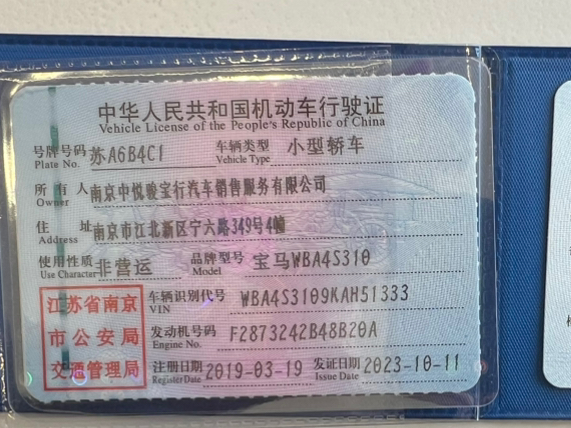 中华人民共和国机动车行驶证
Vehicle License of the People's Republic of China
号牌号码 苏A6B4C1 车辆类型 小型轿车
Plate No. Vehicle Type
所有人 南京中悦骏宝行汽车销售服务有限公司
Owner
住址 南京市江北新区宁六路349号4幢
Address
使用性质 非营运 品牌型号 宝马WBA4S310
Use Character Model
江苏省南京 车辆识别代号 WBA4S3109KAH51333
VIN
市公安局 发动机号码 F2873242B48B20A
Engine No.
交通管理局 注册日期 2019-03-19 发证日期 2023-10-11
Register Date Issue Date